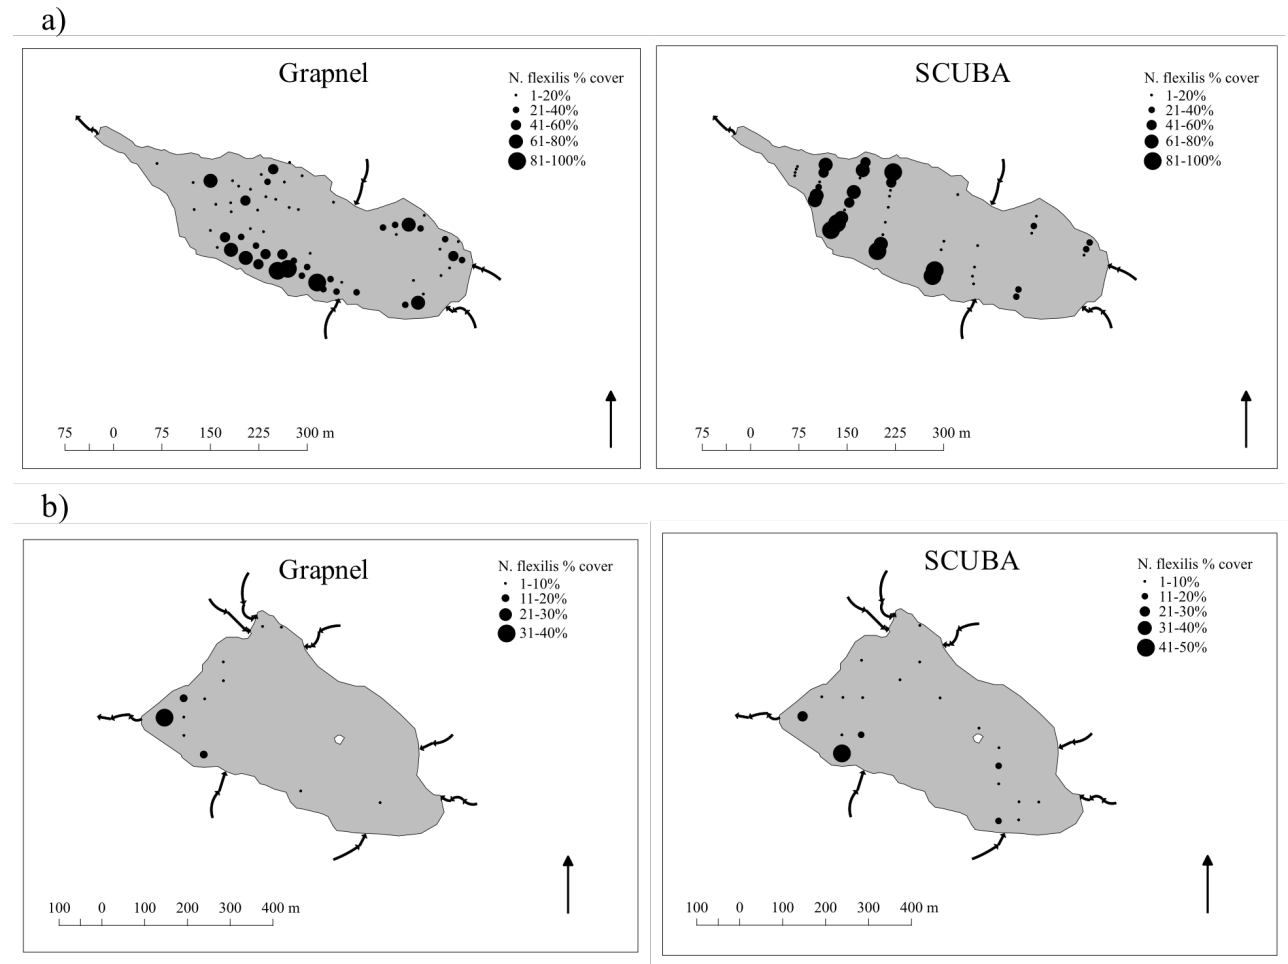 a)
Grapnel
N. flexilis % cover
1-20%
21-40%
41-60%
61-80%
81-100%
75 0 75 150 225 300 m
SCUBA
N. flexilis % cover
1-20%
21-40%
41-60%
61-80%
81-100%
75 0 75 150 225 300 m
b)
Grapnel
N. flexilis % cover
1-10%
11-20%
21-30%
31-40%
100 0 100 200 300 400 m
SCUBA
N. flexilis % cover
1-10%
11-20%
21-30%
31-40%
41-50%
100 0 100 200 300 400 m